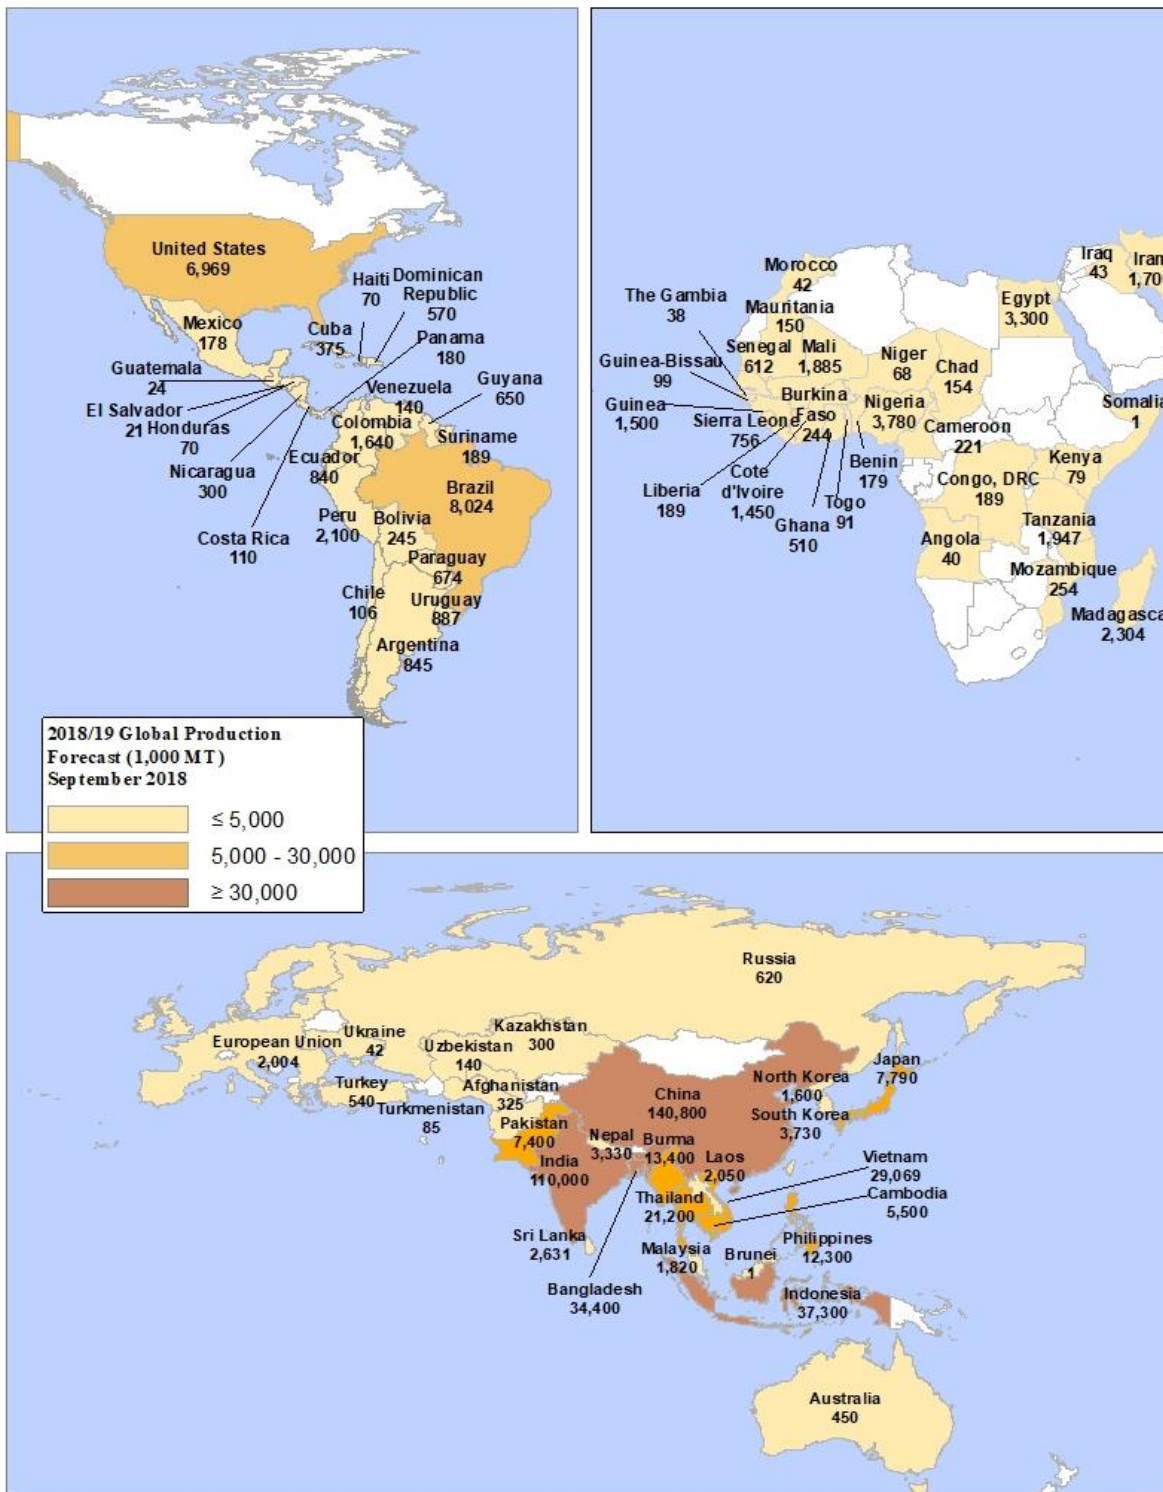 United States
6,969
Mexico
178
Guatemala
24
El Salvador
21
Honduras
70
Nicaragua
300
Costa Rica
110
Cuba
375
Haiti
70
Dominican
Republic
570
Panama
180
Venezuela
140
Guyana
650
Colombia
1,640
Suriname
189
Ecuador
840
Brazil
8,024
Peru
2,100
Bolivia
245
Paraguay
674
Chile
106
Uruguay
887
Argentina
845
Morocco
42
The Gambia
38
Mauritania
150
Senegal
612
Mali
1,885
Guinea-Bissau
99
Guinea
1,500
Sierra Leone
756
Liberia
189
Burkina
Faso
244
Cote
d'Ivoire
1,450
Ghana
510
Togo
91
Benin
179
Niger
68
Nigeria
3,780
Chad
154
Cameroon
221
Egypt
3,300
Iraq
43
Iran
1,70
Somalia
1
Kenya
79
Congo, DRC
189
Tanzania
1,947
Angola
40
Mozambique
254
Madagasca
2,304
2018/19 Global Production
Forecast (1,000 MT)
September 2018
≤ 5,000
5,000 - 30,000
≥ 30,000
Russia
620
European Union
2,004
Ukraine
42
Kazakhstan
300
Uzbekistan
140
Turkey
540
Turkmenistan
85
Afghanistan
325
Pakistan
7,400
India
110,000
Nepal
3,330
China
140,800
North Korea
1,600
South Korea
3,730
Japan
7,790
Burma
13,400
Laos
2,050
Vietnam
29,069
Cambodia
5,500
Thailand
21,200
Sri Lanka
2,631
Bangladesh
34,400
Malaysia
1,820
Brunei
1
Philippines
12,300
Indonesia
37,300
Australia
450